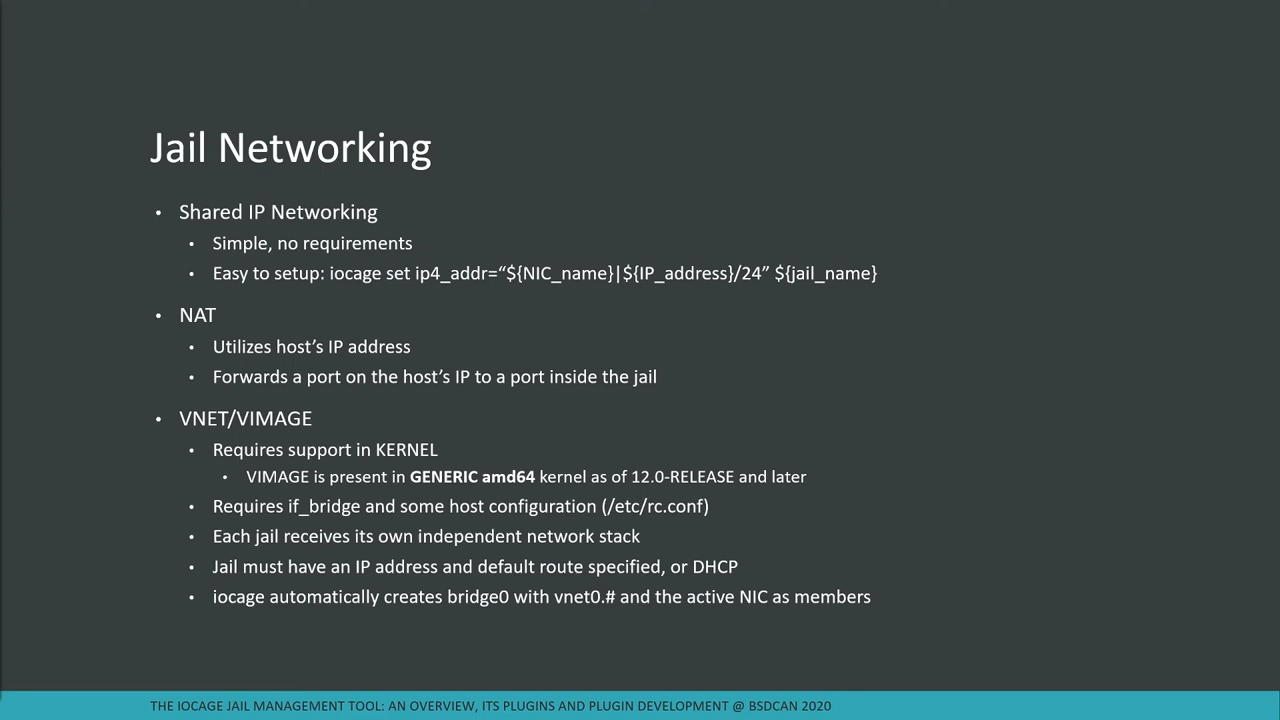 Jail Networking
• Shared IP Networking
• Simple, no requirements
• Easy to setup: iocage set ip4_addr=“${NIC_name}|${IP_address}/24” ${jail_name}
• NAT
• Utilizes host’s IP address
• Forwards a port on the host’s IP to a port inside the jail
• VNET/VIMAGE
• Requires support in KERNEL
• VIMAGE is present in GENERIC amd64 kernel as of 12.0-RELEASE and later
• Requires if_bridge and some host configuration (/etc/rc.conf)
• Each jail receives its own independent network stack
• Jail must have an IP address and default route specified, or DHCP
• iocage automatically creates bridge0 with vnet0.# and the active NIC as members
THE IOCAGE JAIL MANAGEMENT TOOL: AN OVERVIEW, ITS PLUGINS AND PLUGIN DEVELOPMENT @ BSDCAN 2020